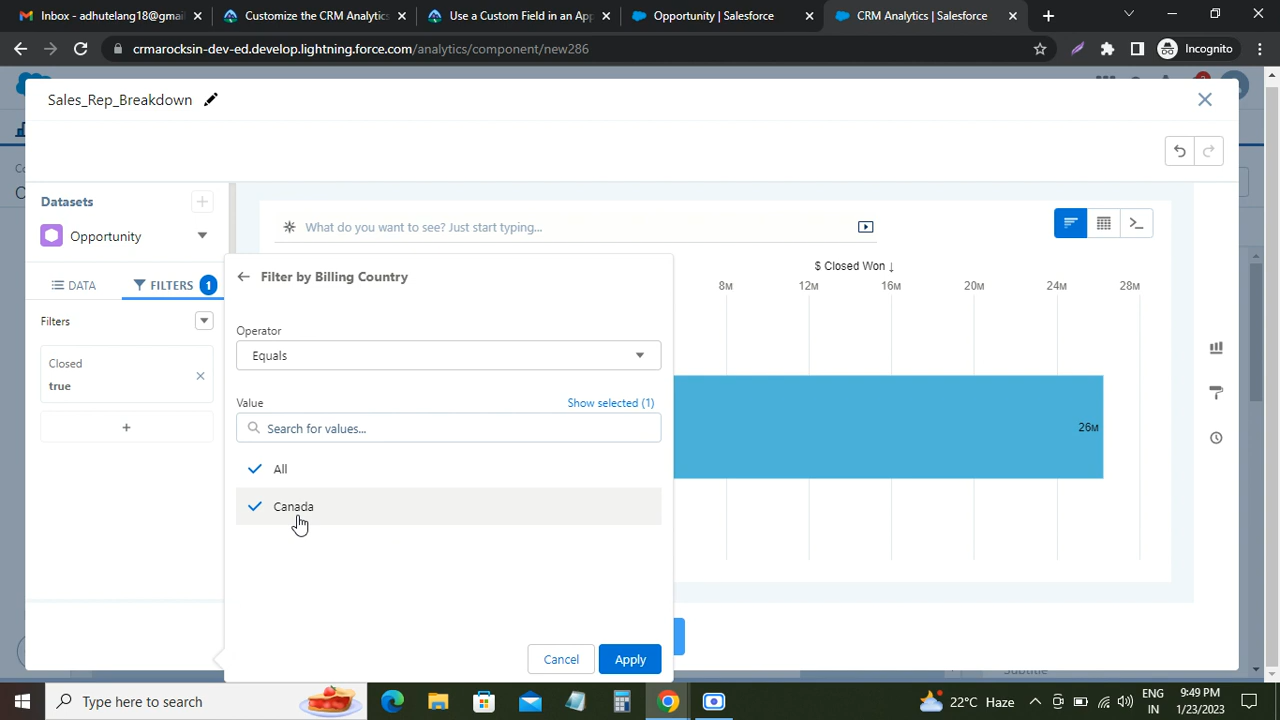 Inbox - adhutelang18@gmail
Customize the CRM Analytics
Use a Custom Field in an App
Opportunity | Salesforce
CRM Analytics | Salesforce
crmarocksin-dev-ed.develop.lightning.force.com/analytics/component/new286
Incognito
Sales_Rep_Breakdown
Datasets
Opportunity
What do you want to see? Just start typing...
DATA
FILTERS 1
Filters
Closed
true
+
Filter by Billing Country
Operator
Equals
Value
Show selected (1)
Search for values...
All
Canada
Cancel
Apply
$ Closed Won ↓
8M 12M 16M 20M 24M 28M
26M
Subtitle
Type here to search
22°C Haze
ENG
IN
9:49 PM
1/23/2023